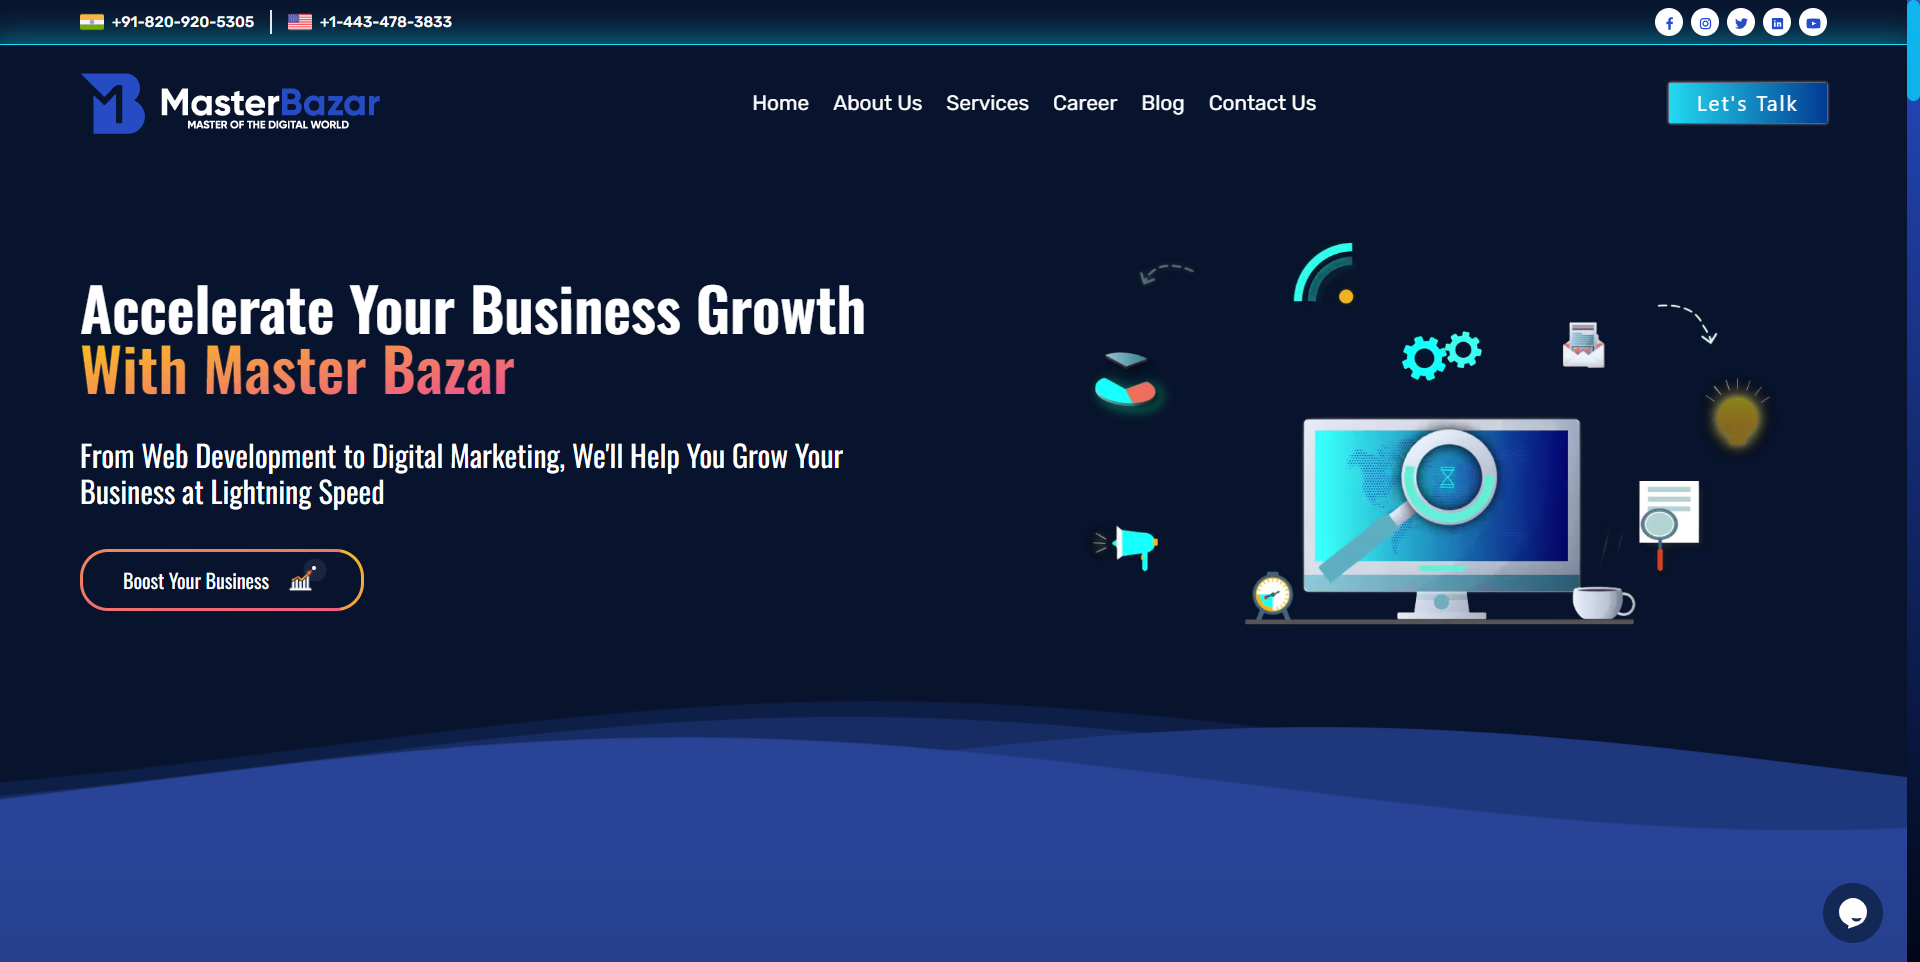 +91-820-920-5305
+1-443-478-3833
MasterBazar
MASTER OF THE DIGITAL WORLD
Home About Us Services Career Blog Contact Us
Let's Talk
Accelerate Your Business Growth
With Master Bazar
From Web Development to Digital Marketing, We'll Help You Grow Your
Business at Lightning Speed
Boost Your Business